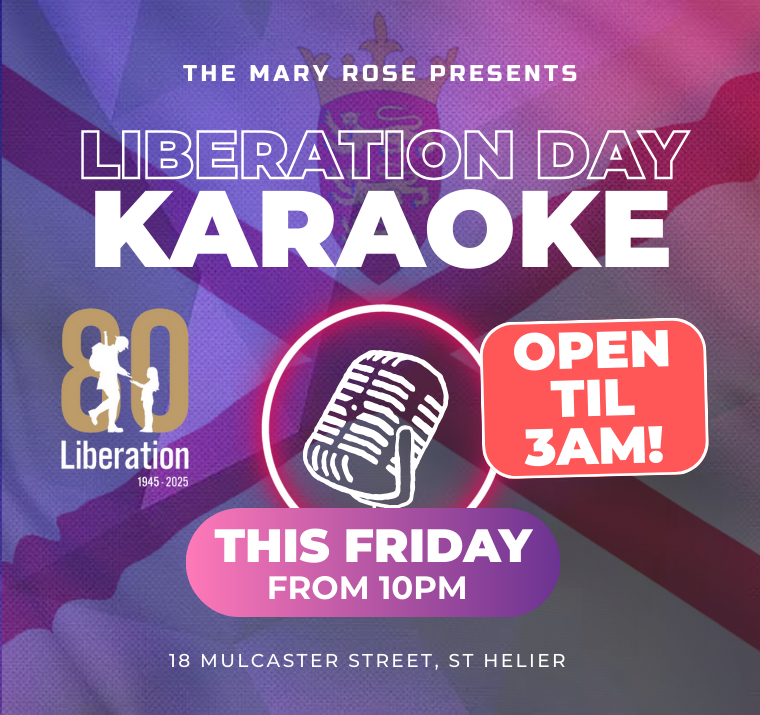 THE MARY ROSE PRESENTS
LIBERATION DAY
KARAOKE
80
Liberation
1945 - 2025
OPEN
TIL
3AM!
THIS FRIDAY
FROM 10PM
18 MULCASTER STREET, ST HELIER